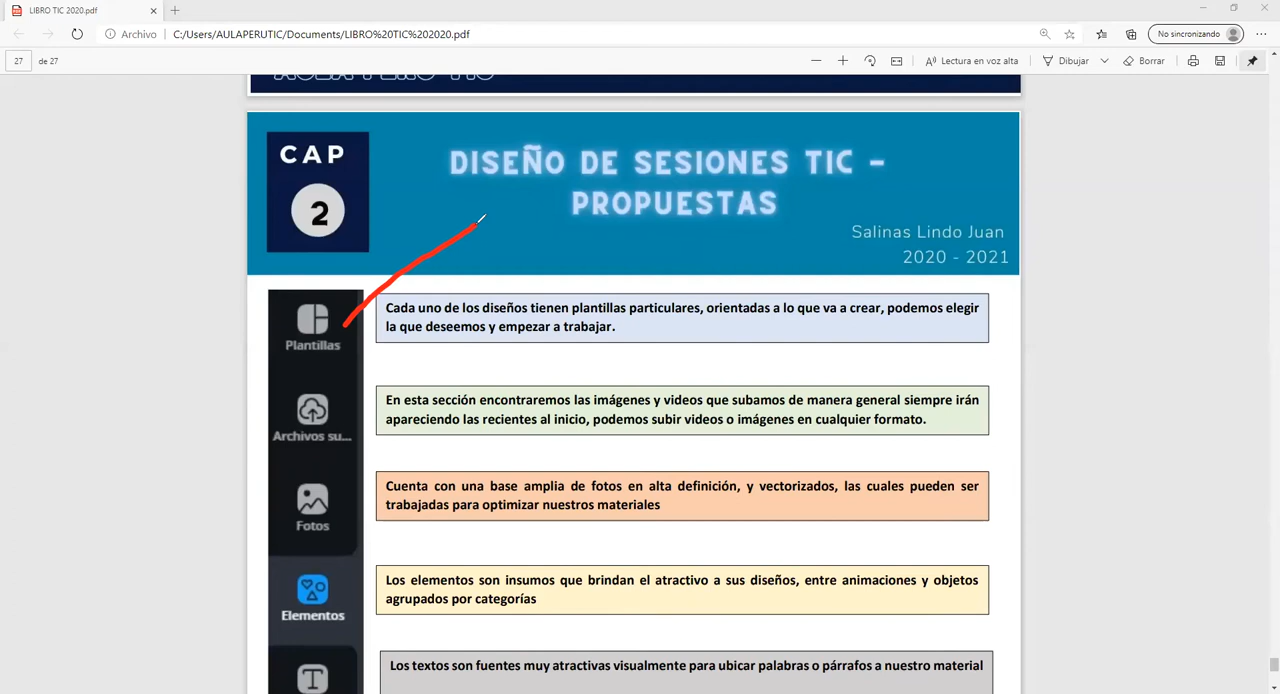 LIBRO TIC 2020.pdf
Archivo C:/Users/AULAPERUTIC/Documents/LIBRO%20TIC%202020.pdf
No sincronizando
27 de 27
Lectura en voz alta
Dibujar
Borrar
AULA PERÚ TIC
CAP
2
DISEÑO DE SESIONES TIC -
PROPUESTAS
Salinas Lindo Juan
2020 - 2021
Plantillas
Cada uno de los diseños tienen plantillas particulares, orientadas a lo que va a crear, podemos elegir
la que deseemos y empezar a trabajar.
Archivos su...
En esta sección encontraremos las imágenes y videos que subamos de manera general siempre irán
apareciendo las recientes al inicio, podemos subir videos o imágenes en cualquier formato.
Fotos
Cuenta con una base amplia de fotos en alta definición, y vectorizados, las cuales pueden ser
trabajadas para optimizar nuestros materiales
Elementos
Los elementos son insumos que brindan el atractivo a sus diseños, entre animaciones y objetos
agrupados por categorías
T
Los textos son fuentes muy atractivas visualmente para ubicar palabras o párrafos a nuestro material